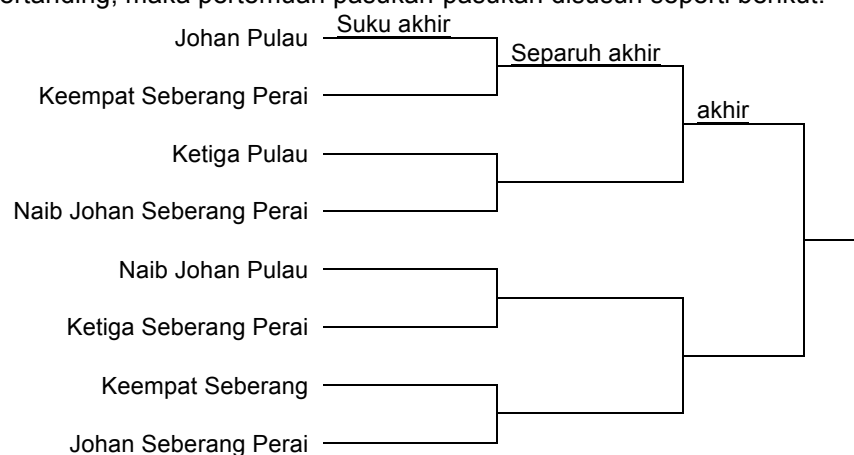 ertanding, maka pertemuan pasukan-pasukan disusun seperti berikut:
Suku akhir
Johan Pulau
Separuh akhir
Keempat Seberang Perai
akhir
Ketiga Pulau
Naib Johan Seberang Perai
Naib Johan Pulau
Ketiga Seberang Perai
Keempat Seberang
Johan Seberang Perai